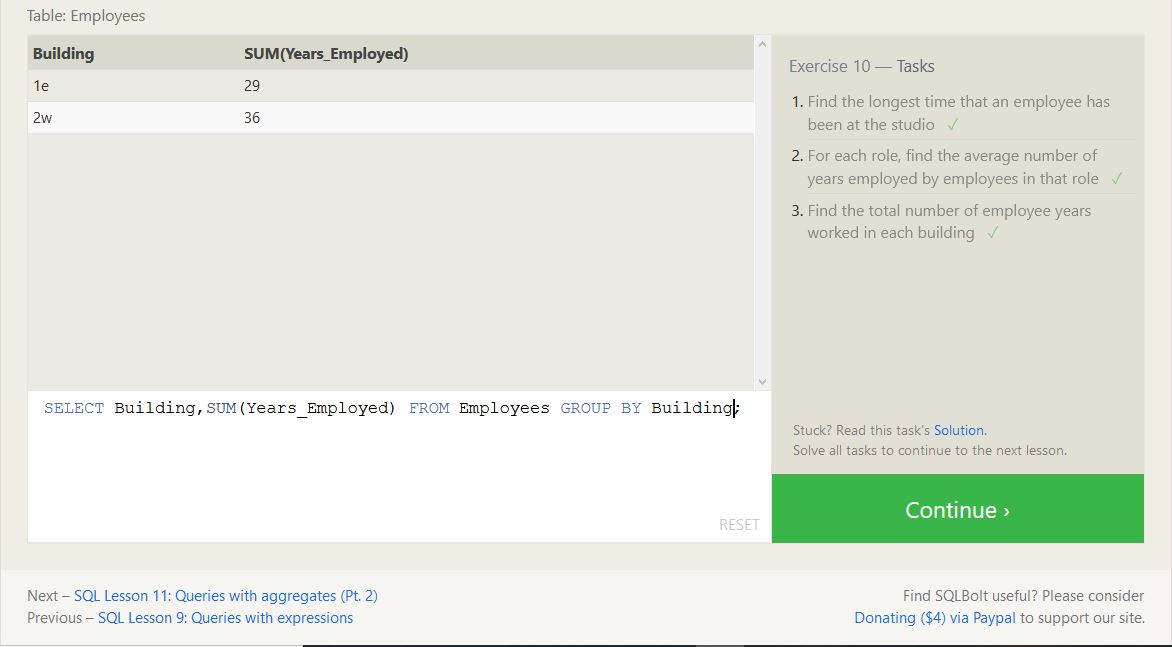 Table: Employees
Building SUM(Years_Employed)
1e 29
2w 36
SELECT Building,SUM(Years_Employed) FROM Employees GROUP BY Building;
RESET
Exercise 10 — Tasks
1. Find the longest time that an employee has
been at the studio ✓
2. For each role, find the average number of
years employed by employees in that role ✓
3. Find the total number of employee years
worked in each building ✓
Stuck? Read this task's Solution.
Solve all tasks to continue to the next lesson.
Continue ›
Next – SQL Lesson 11: Queries with aggregates (Pt. 2)
Previous – SQL Lesson 9: Queries with expressions
Find SQLBolt useful? Please consider
Donating ($4) via Paypal to support our site.